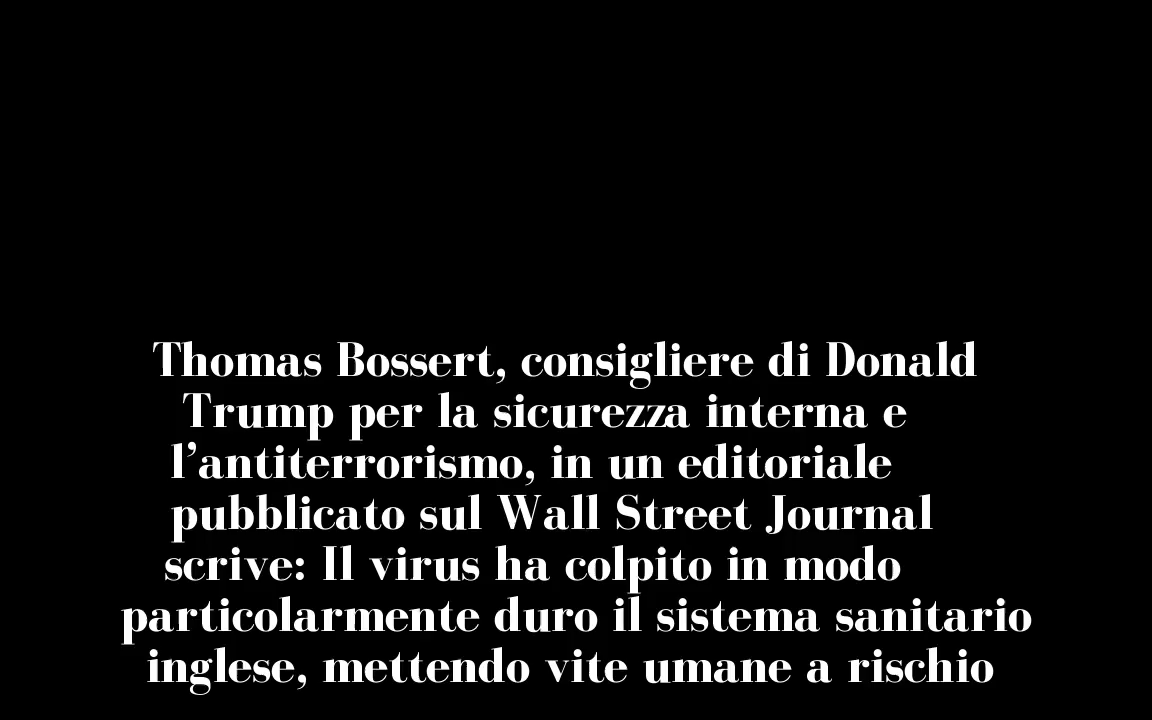 Thomas Bossert, consigliere di Donald
Trump per la sicurezza interna e
l’antiterrorismo, in un editoriale
pubblicato sul Wall Street Journal
scrive: Il virus ha colpito in modo
particolarmente duro il sistema sanitario
inglese, mettendo vite umane a rischio